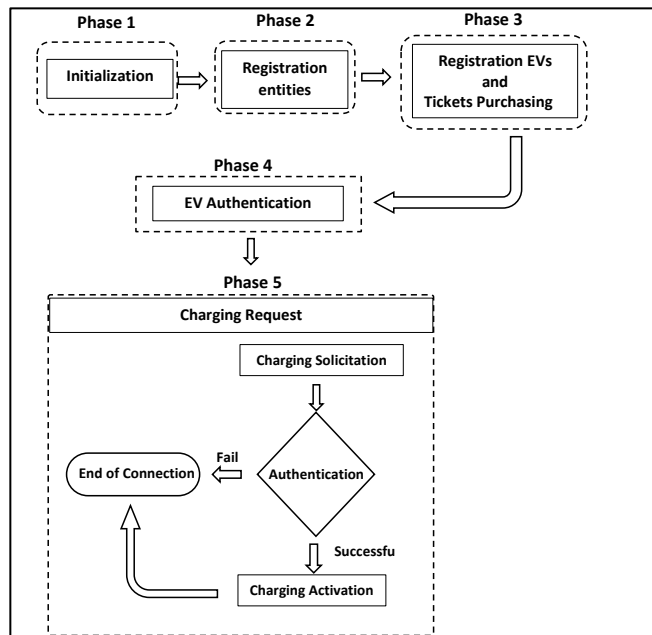 Phase 1
Phase 2
Phase 3
Initialization
Registration
entities
Registration EVs
and
Tickets Purchasing
Phase 4
EV Authentication
Phase 5
Charging Request
Charging Solicitation
Fail
End of Connection
Authentication
Successfu
Charging Activation